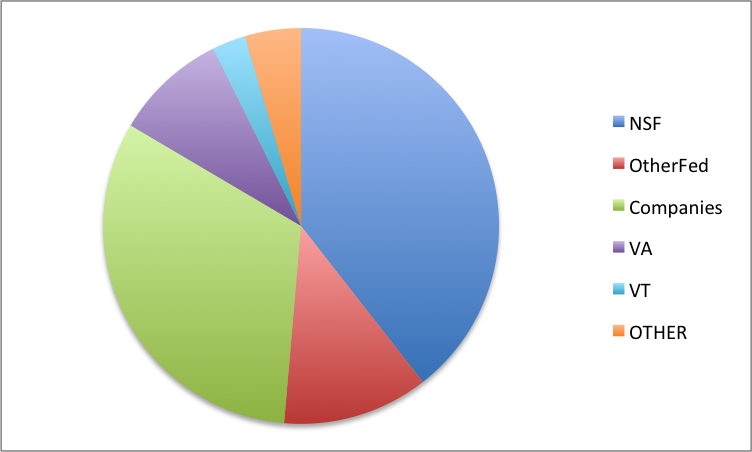 NSF
OtherFed
Companies
VA
VT
OTHER